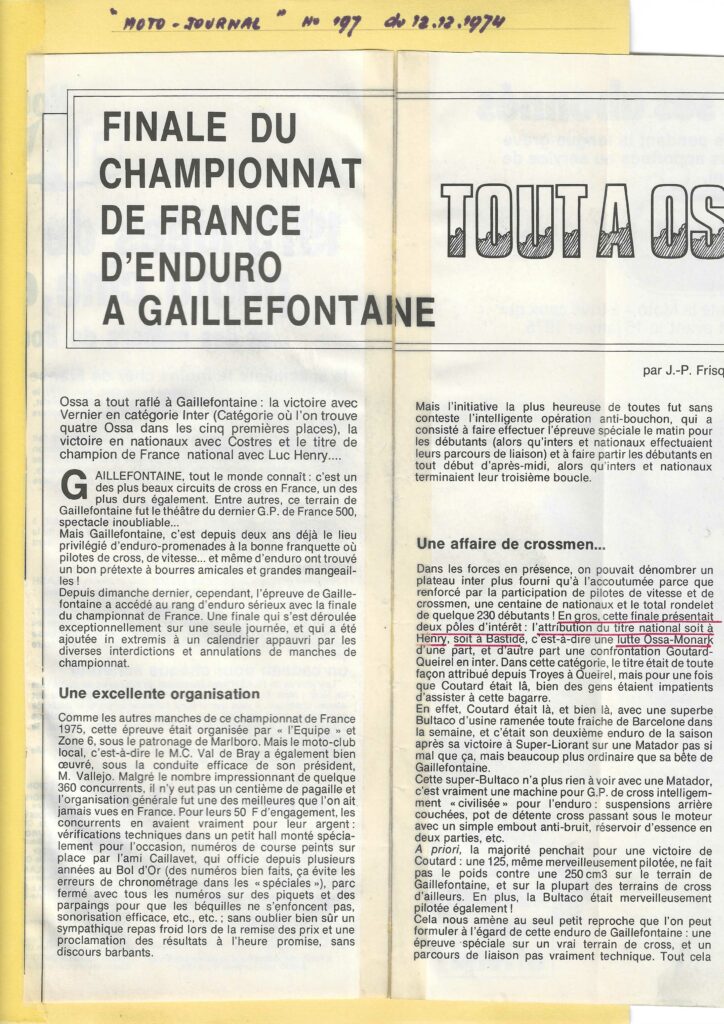 "MOTO-JOURNAL" No 197 du 12.12.1974
FINALE DU
CHAMPIONNAT
DE FRANCE
D'ENDURO
A GAILLEFONTAINE
TOUT A OS
par J.-P. Frisq
Ossa a tout raflé à Gaillefontaine : la victoire avec
Vernier en catégorie Inter (Catégorie où l'on trouve
quatre Ossa dans les cinq premières places), la
victoire en nationaux avec Costres et le titre de
champion de France national avec Luc Henry....
GAILLEFONTAINE, tout le monde connaît : c'est un
des plus beaux circuits de cross en France, un des
plus durs également. Entre autres, ce terrain de
Gaillefontaine fut le théâtre du dernier G.P. de France 500,
spectacle inoubliable...
Mais Gaillefontaine, c'est depuis deux ans déjà le lieu
privilégié d'enduro-promenades à la bonne franquette où
pilotes de cross, de vitesse... et même d'enduro ont trouvé
un bon prétexte à bourres amicales et grandes mangeail-
les !
Depuis dimanche dernier, cependant, l'épreuve de Gaille-
fontaine a accédé au rang d'enduro sérieux avec la finale
du championnat de France. Une finale qui s'est déroulée
exceptionnellement sur une seule journée, et qui a été
ajoutée in extremis à un calendrier appauvri par les
diverses interdictions et annulations de manches de
championnat.
Une excellente organisation
Comme les autres manches de ce championnat de France
1975, cette épreuve était organisée par « l'Equipe » et
Zone 6, sous le patronage de Marlboro. Mais le moto-club
local, c'est-à-dire le M.C. Val de Bray a également bien
œuvré, sous la conduite efficace de son président,
M. Vallejo. Malgré le nombre impressionnant de quelque
360 concurrents, il n'y eut pas un centième de pagaille et
l'organisation générale fut une des meilleures que l'on ait
jamais vues en France. Pour leurs 50 F d'engagement, les
concurrents en avaient vraiment pour leur argent :
vérifications techniques dans un petit hall monté spécia-
lement pour l'occasion, numéros de course peints sur
place par l'ami Caillavet, qui officie depuis plusieurs
années au Bol d'Or (des numéros bien faits, ça évite les
erreurs de chronométrage dans les « spéciales »), parc
fermé avec tous les numéros sur des piquets et des
parpaings pour que les béquilles ne s'enfoncent pas,
sonorisation efficace, etc., etc. ; sans oublier bien sûr un
sympathique repas froid lors de la remise des prix et une
proclamation des résultats à l'heure promise, sans
discours barbants.
Mais l'initiative la plus heureuse de toutes fut sans
conteste l'intelligente opération anti-bouchon, qui a
consisté à faire effectuer l'épreuve spéciale le matin pour
les débutants (alors qu'inters et nationaux effectuaient
leurs parcours de liaison) et à faire partir les débutants en
tout début d'après-midi, alors qu'inters et nationaux
terminaient leur troisième boucle.
Une affaire de crossmen...
Dans les forces en présence, on pouvait dénombrer un
plateau inter plus fourni qu'à l'accoutumée parce que
renforcé par la participation de pilotes de vitesse et de
crossmen, une centaine de nationaux et le total rondelet
de quelque 230 débutants ! En gros, cette finale présentait
deux pôles d'intérêt : l'attribution du titre national soit à
Henry, soit à Bastide, c'est-à-dire une lutte Ossa-Monark
d'une part, et d'autre part une confrontation Goutard-
Queirel en inter. Dans cette catégorie, le titre était de toute
façon attribué depuis Troyes à Queirel, mais pour une fois
que Coutard était là, bien des gens étaient impatients
d'assister à cette bagarre.
En effet, Coutard était là, et bien là, avec une superbe
Bultaco d'usine ramenée toute fraiche de Barcelone dans
la semaine, et c'était son deuxième enduro de la saison
après sa victoire à Super-Liorant sur une Matador pas si
mal que ça, mais beaucoup plus ordinaire que sa bête de
Gaillefontaine.
Cette super-Bultaco n'a plus rien à voir avec une Matador,
c'est vraiment une machine pour G.P. de cross intelligem-
ment « civilisée » pour l'enduro : suspensions arrière
couchées, pot de détente cross passant sous le moteur
avec un simple embout anti-bruit, réservoir d'essence en
deux parties, etc.
A priori, la majorité penchait pour une victoire de
Coutard : une 125, même merveilleusement pilotée, ne fait
pas le poids contre une 250 cm3 sur le terrain de
Gaillefontaine, et sur la plupart des terrains de cross
d'ailleurs. En plus, la Bultaco était merveilleusement
pilotée également !
Cela nous amène au seul petit reproche que l'on peut
formuler à l'égard de cette enduro de Gaillefontaine : une
épreuve spéciale sur un vrai terrain de cross, et un
parcours de liaison pas vraiment technique. Tout cela